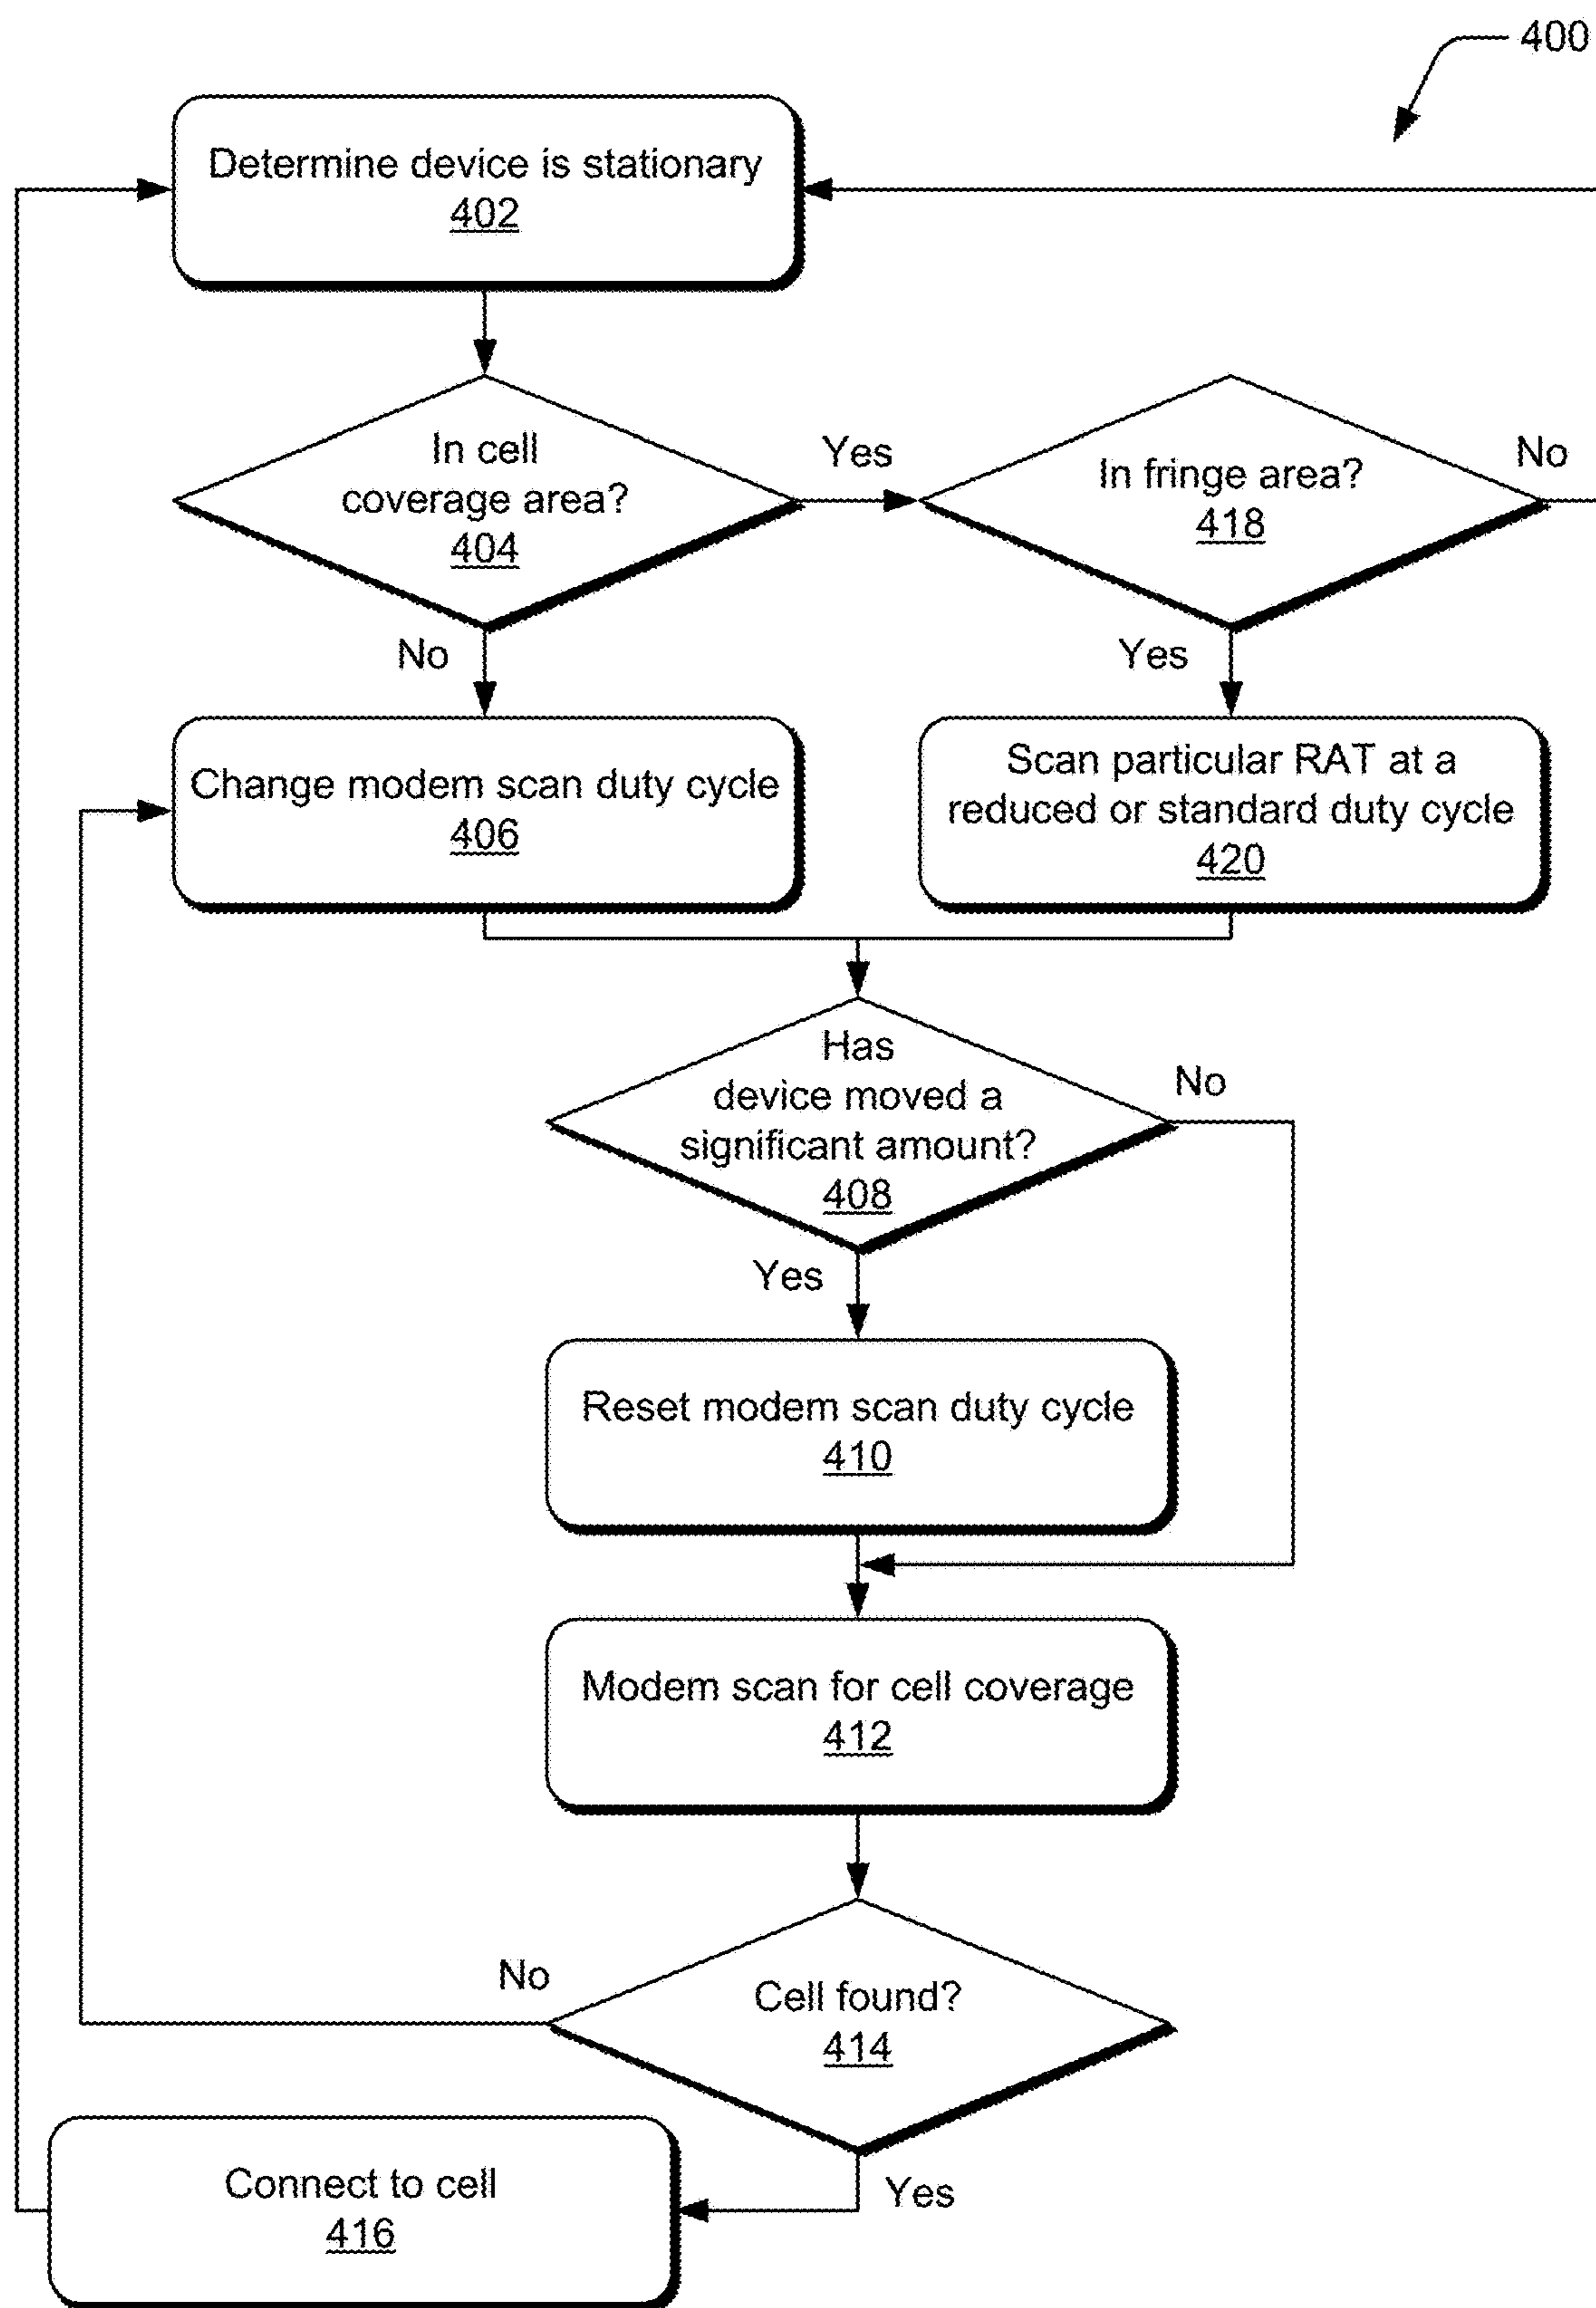 400
Determine device is stationary
402
In cell
coverage area?
404
Yes
In fringe area?
418
No
No
Yes
Change modem scan duty cycle
406
Scan particular RAT at a
reduced or standard duty cycle
420
Has
device moved a
significant amount?
408
No
Yes
Reset modem scan duty cycle
410
Modem scan for cell coverage
412
No
Cell found?
414
Yes
Connect to cell
416